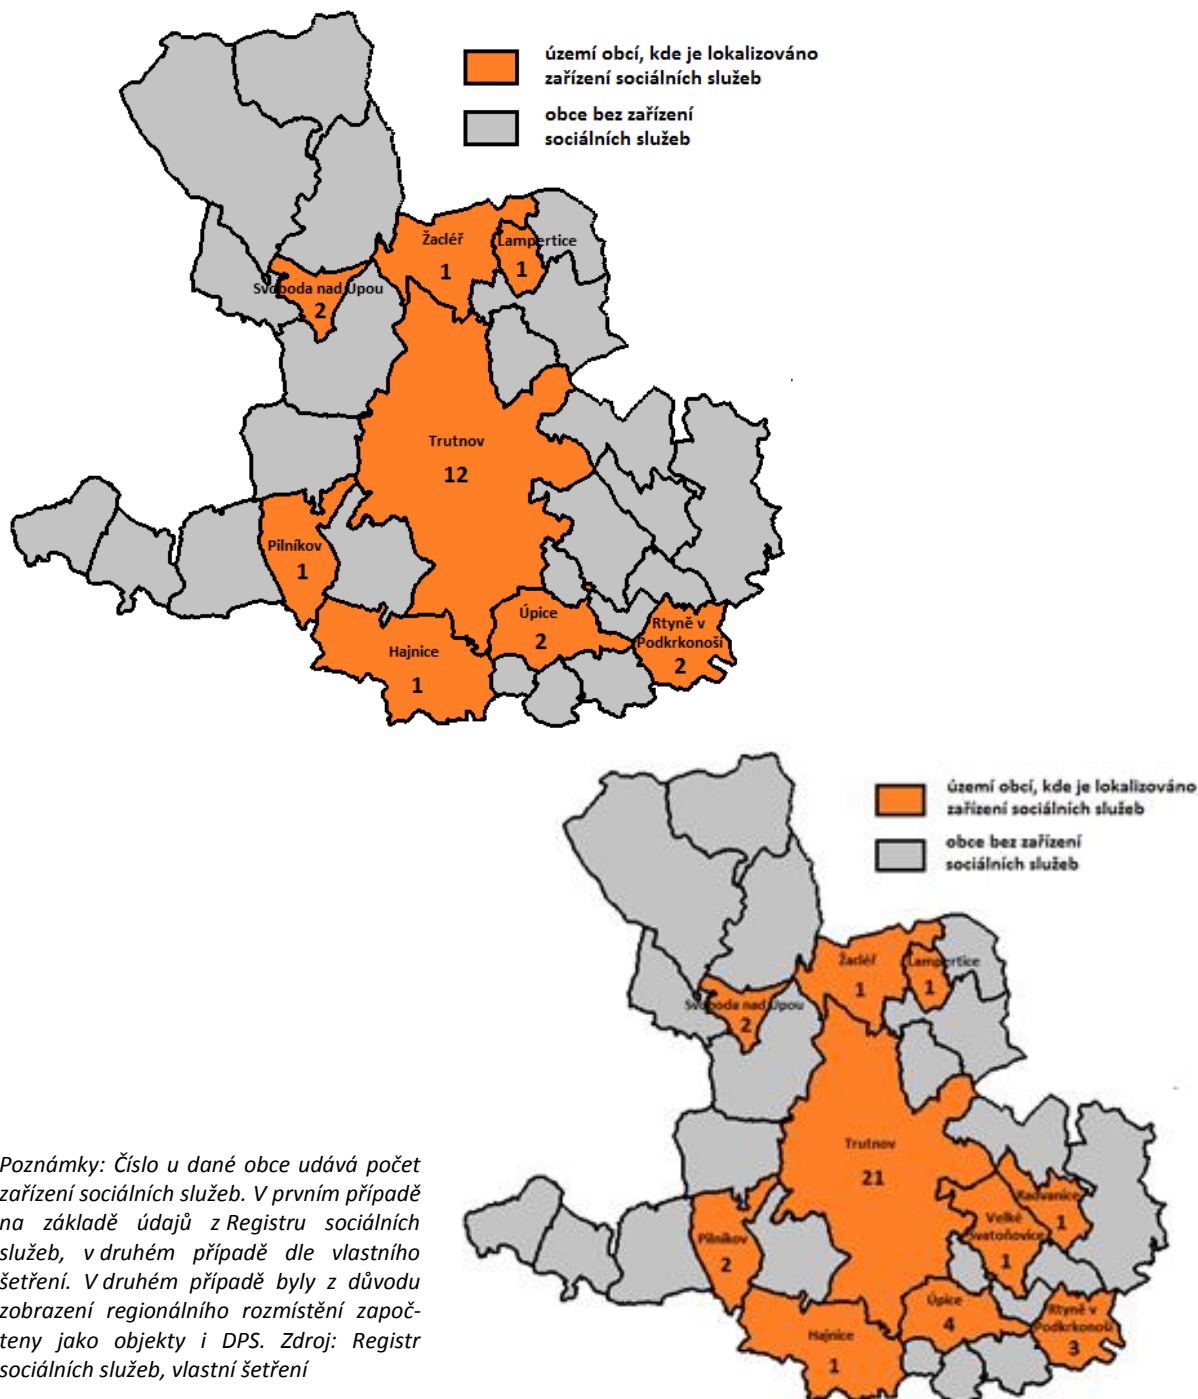 území obcí, kde je lokalizováno
zařízení sociálních služeb
obce bez zařízení
sociálních služeb
Žacléř
1
Lampertice
1
Svoboda nad Úpou
2
Trutnov
12
Pilníkov
1
Úpice
2
Rtyně v
Podkrkonoší
2
Hajnice
1
území obcí, kde je lokalizováno
zařízení sociálních služeb
obce bez zařízení
sociálních služeb
Žacléř
1
Lampertice
1
Svoboda nad Úpou
2
Trutnov
21
Radvanice
1
Velké
Svatoňovice
1
Pilníkov
2
Úpice
4
Rtyně v
Podkrkonoší
3
Hajnice
1
Poznámky: Číslo u dané obce udává počet
zařízení sociálních služeb. V prvním případě
na základě údajů z Registru sociálních
služeb, v druhém případě dle vlastního
šetření. V druhém případě byly z důvodu
zobrazení regionálního rozmístění započ-
teny jako objekty i DPS. Zdroj: Registr
sociálních služeb, vlastní šetření